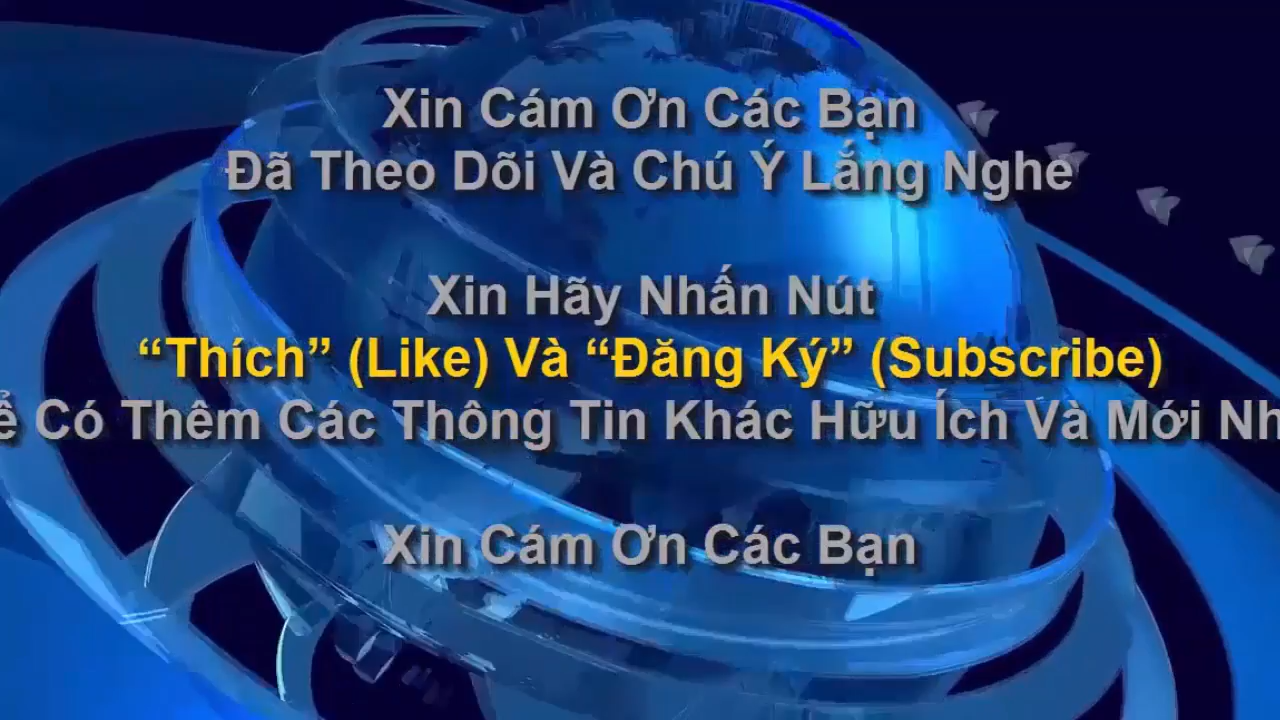 Xin Cám Ơn Các Bạn
Đã Theo Dõi Và Chú Ý Lắng Nghe
Xin Hãy Nhấn Nút
“Thích” (Like) Và “Đăng Ký” (Subscribe)
Có Thêm Các Thông Tin Khác Hữu Ích Và Mới
Xin Cám Ơn Các Bạn